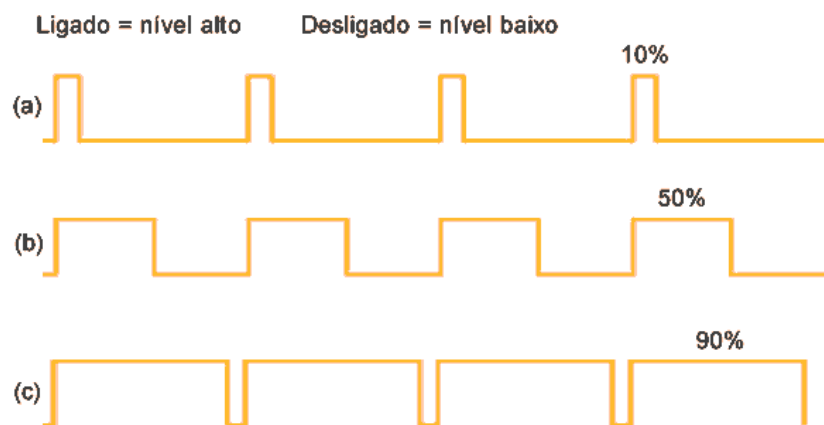 Ligado = nível alto Desligado = nível baixo
10%
(a)
50%
(b)
90%
(c)